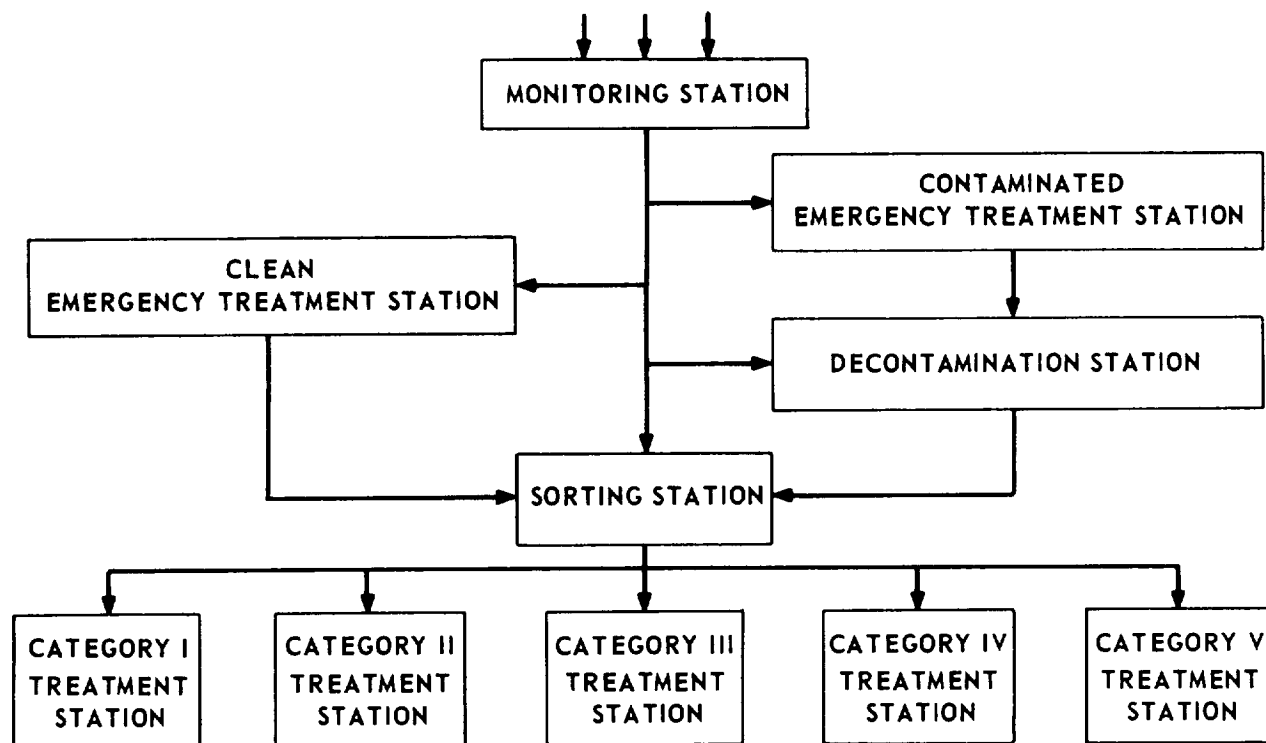 MONITORING STATION
CONTAMINATED
EMERGENCY TREATMENT STATION
CLEAN
EMERGENCY TREATMENT STATION
DECONTAMINATION STATION
SORTING STATION
CATEGORY I
TREATMENT
STATION
CATEGORY II
TREATMENT
STATION
CATEGORY III
TREATMENT
STATION
CATEGORY IV
TREATMENT
STATION
CATEGORY V
TREATMENT
STATION